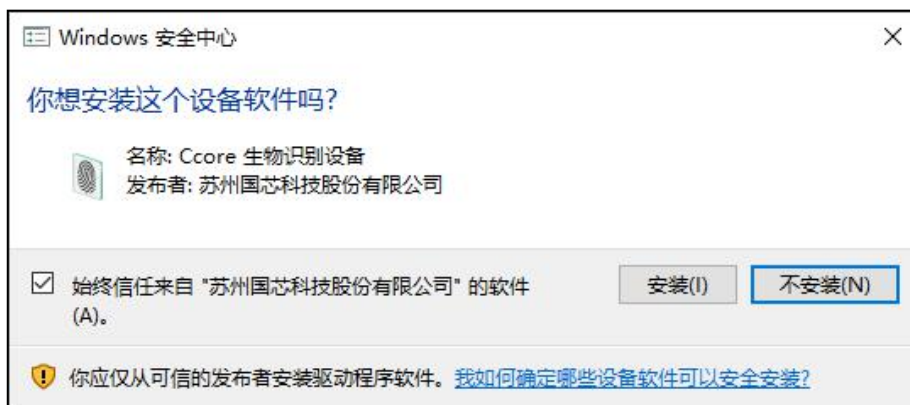 Windows 安全中心
你想安装这个设备软件吗?
名称: Ccore 生物识别设备
发布者: 苏州国芯科技股份有限公司
始终信任来自 "苏州国芯科技股份有限公司" 的软件
(A)。
安装(I)
不安装(N)
你应仅从可信的发布者安装驱动程序软件。我如何确定哪些设备软件可以安全安装?